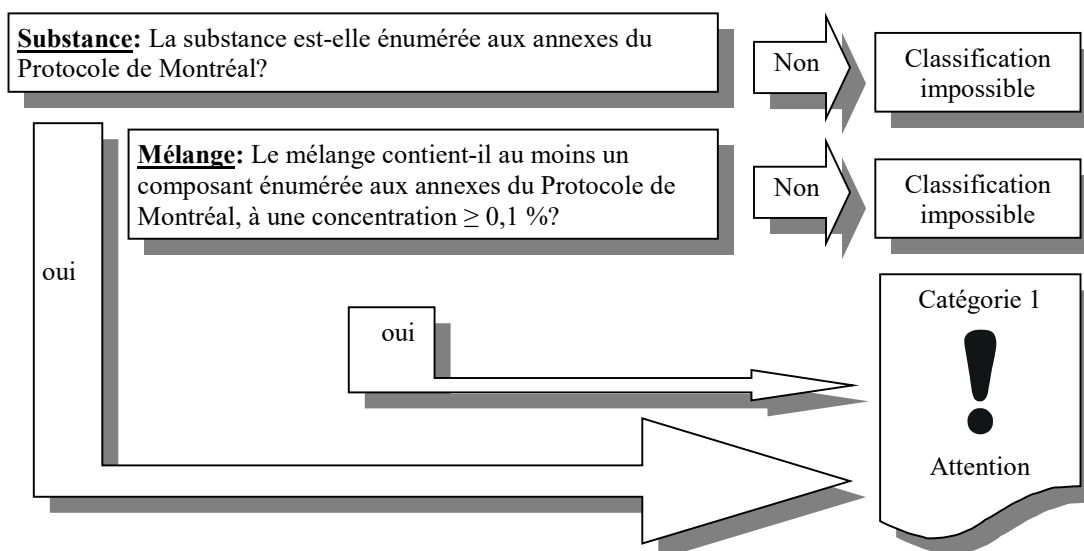 Substance: La substance est-elle énumérée aux annexes du
Protocole de Montréal?
Non
Classification
impossible
Mélange: Le mélange contient-il au moins un
composant énumérée aux annexes du Protocole de
Montréal, à une concentration ≥ 0,1 %?
Non
Classification
impossible
oui
oui
Catégorie 1
!
Attention